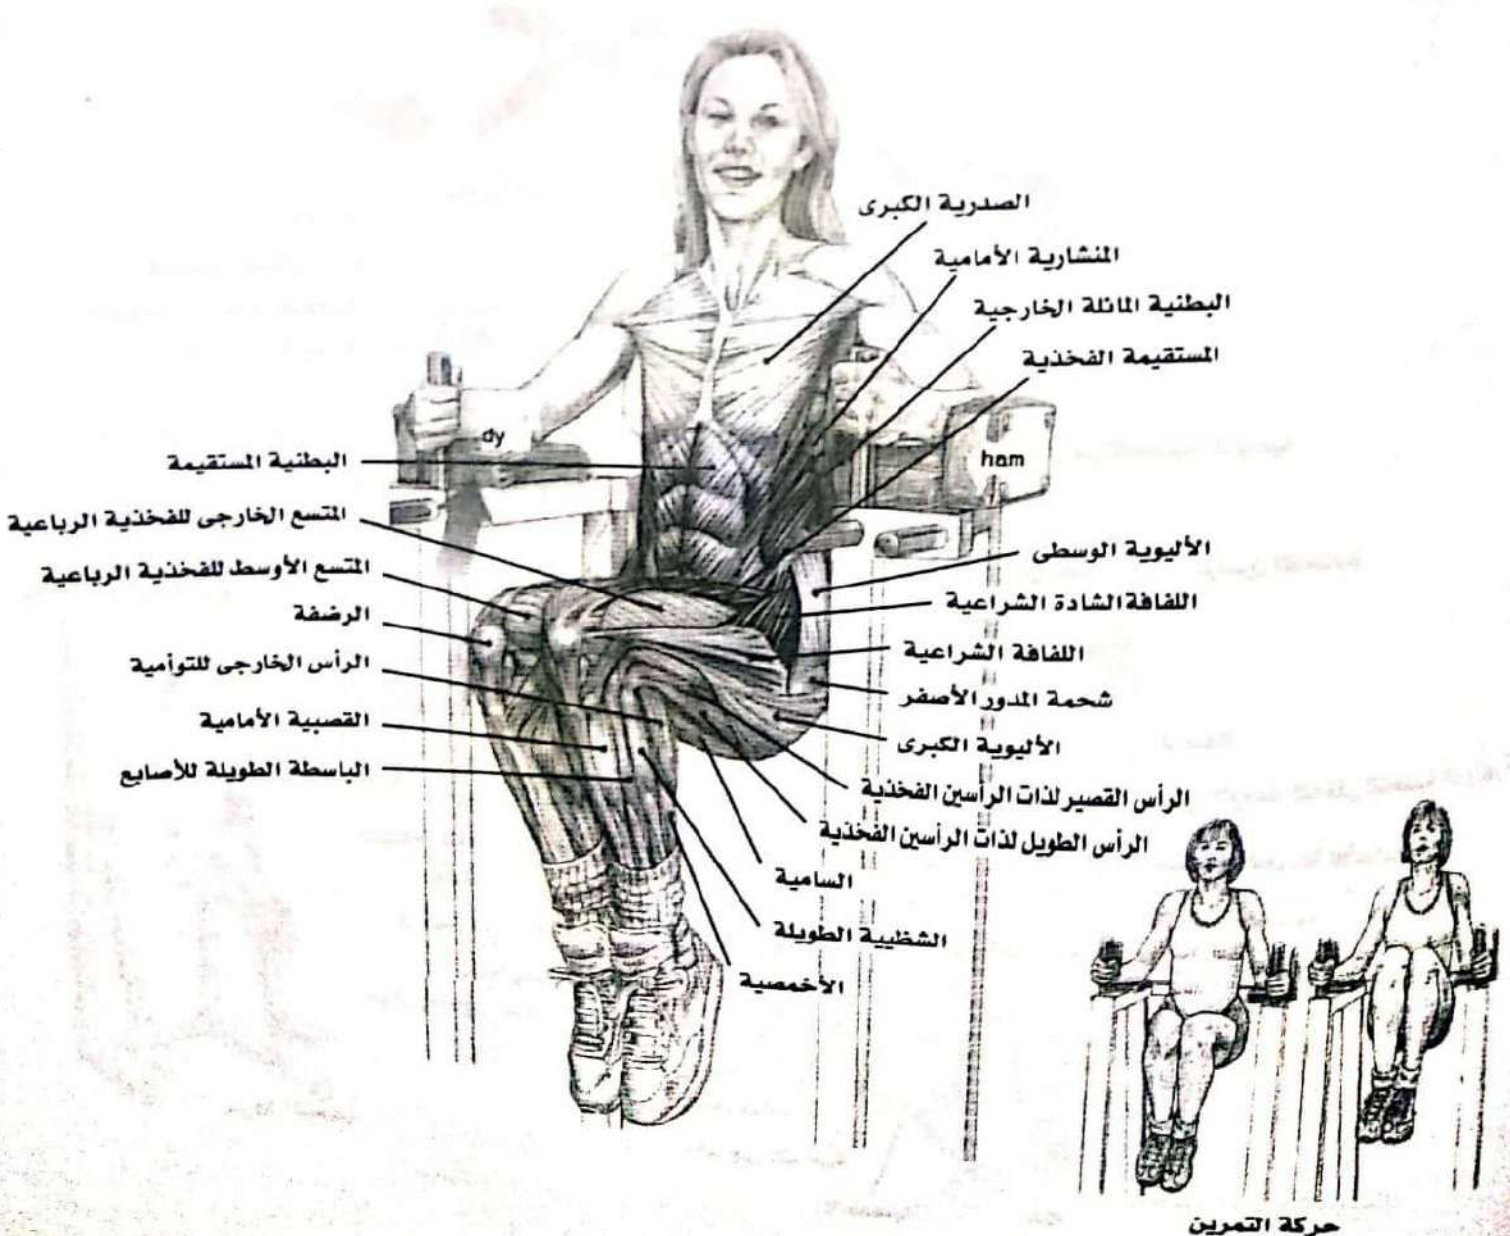 الصدرية الكبرى
المنشارية الأمامية
البطنية المائلة الخارجية
المستقيمة الفخذية
dy
ham
البطنية المستقيمة
المتسع الخارجى للفخذية الرباعية
المتسع الأوسط للفخذية الرباعية
الرضفة
الرأس الخارجى للتوأمية
القصبية الأمامية
الباسطة الطويلة للأصابع
الأليوية الوسطى
اللفافة الشادة الشراعية
اللفافة الشراعية
شحمة المدور الأصفر
الأليوية الكبرى
الرأس القصير لذات الرأسين الفخذية
الرأس الطويل لذات الرأسين الفخذية
السامية
الشظيية الطويلة
الأخمصية
حركة التمرين